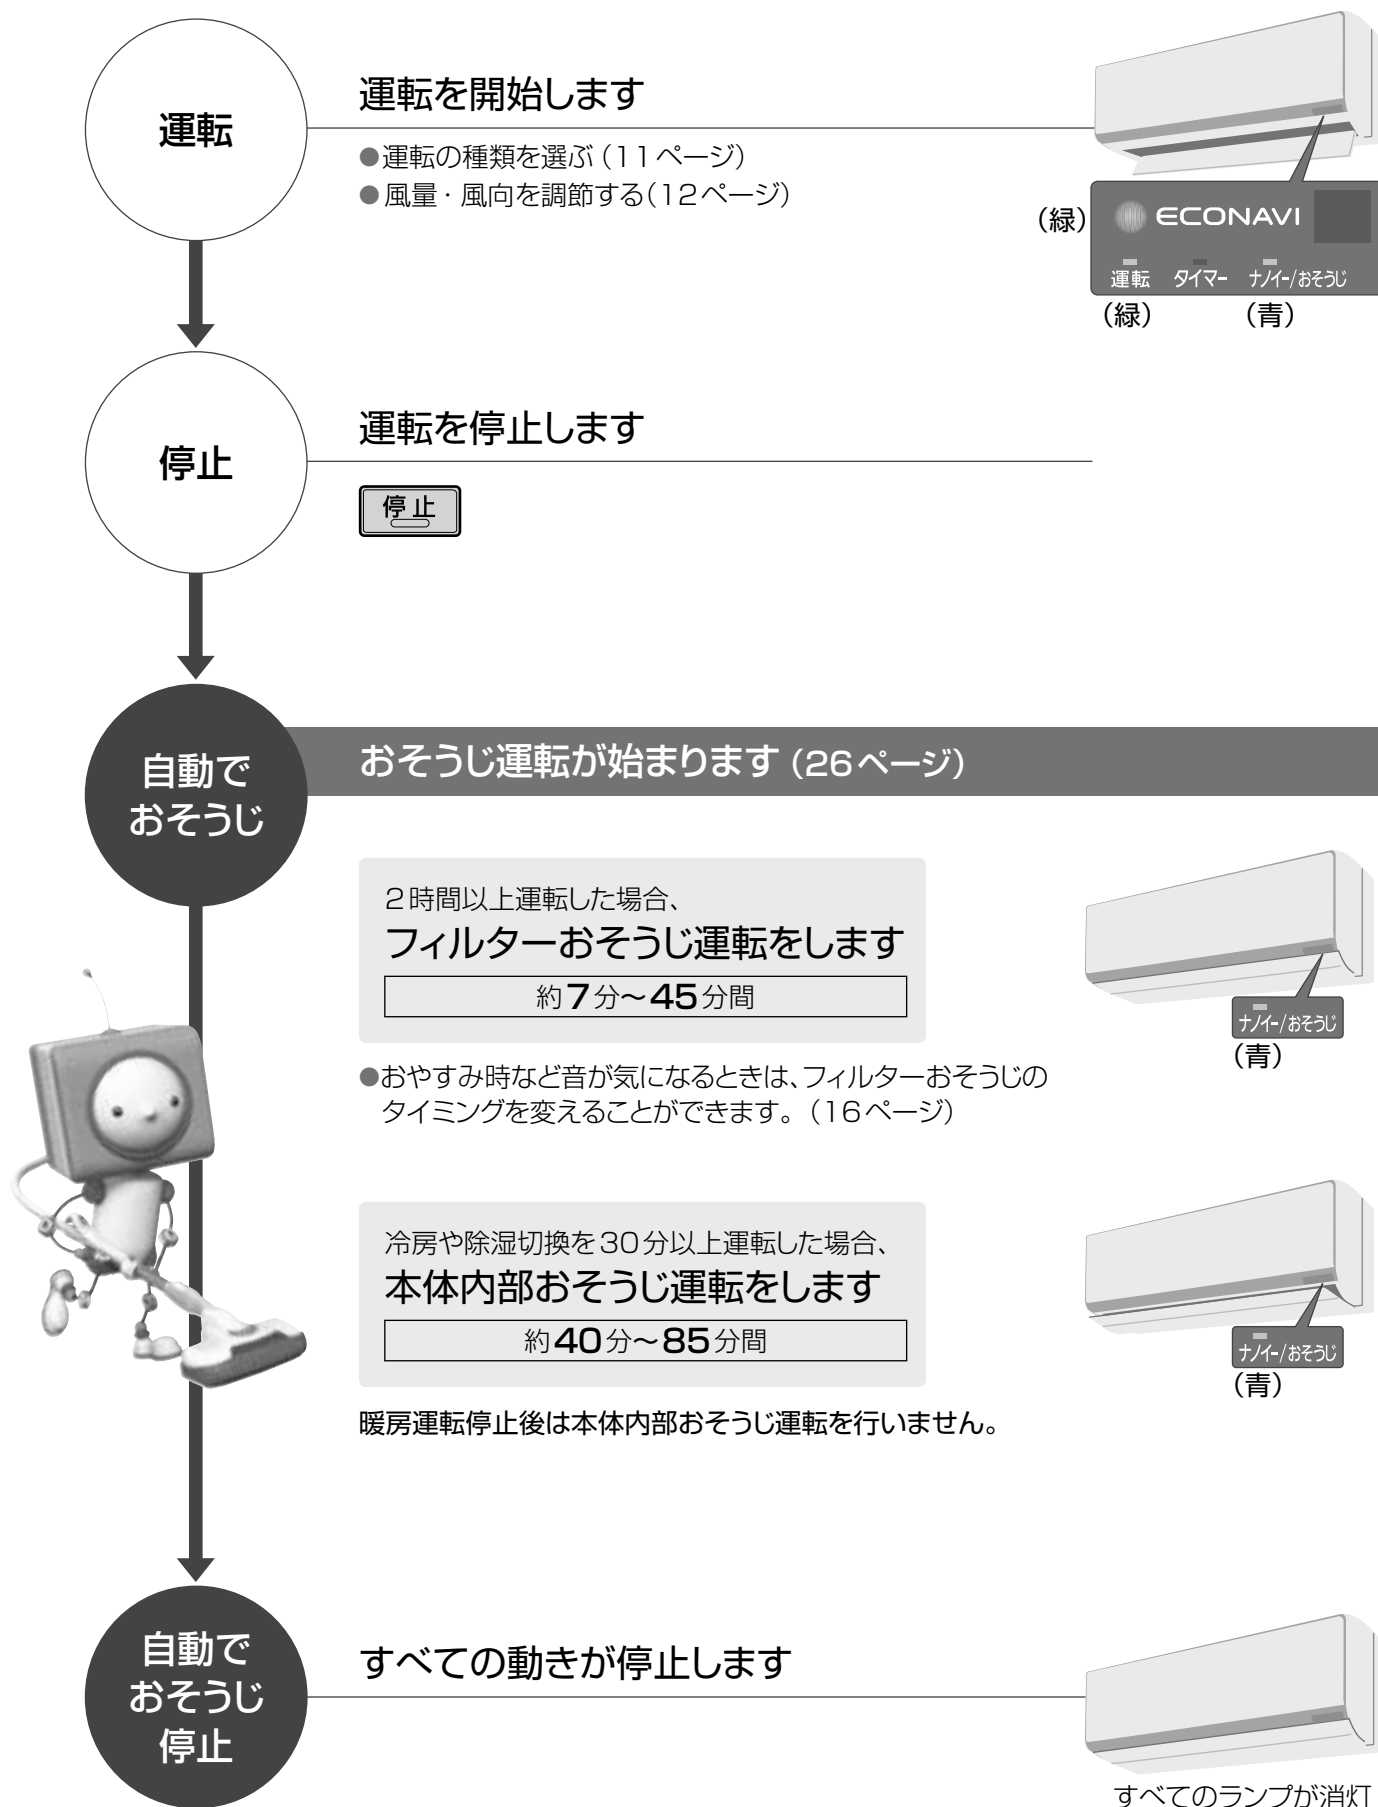 運転
運転を開始します
●運転の種類を選ぶ（11ページ）
●風量・風向を調節する（12ページ）
（緑）
ECONAVI
運転 タイマー ナノイー/おそうじ
（緑） （青）
停止
運転を停止します
停止
自動で
おそうじ
おそうじ運転が始まります（26ページ）
2時間以上運転した場合、
フィルターおそうじ運転をします
約7分〜45分間
ナノイー/おそうじ
（青）
●おやすみ時など音が気になるときは、フィルターおそうじの
タイミングを変えることができます。（16ページ）
冷房や除湿切換を30分以上運転した場合、
本体内部おそうじ運転をします
約40分〜85分間
ナノイー/おそうじ
（青）
暖房運転停止後は本体内部おそうじ運転を行いません。
自動で
おそうじ
停止
すべての動きが停止します
すべてのランプが消灯